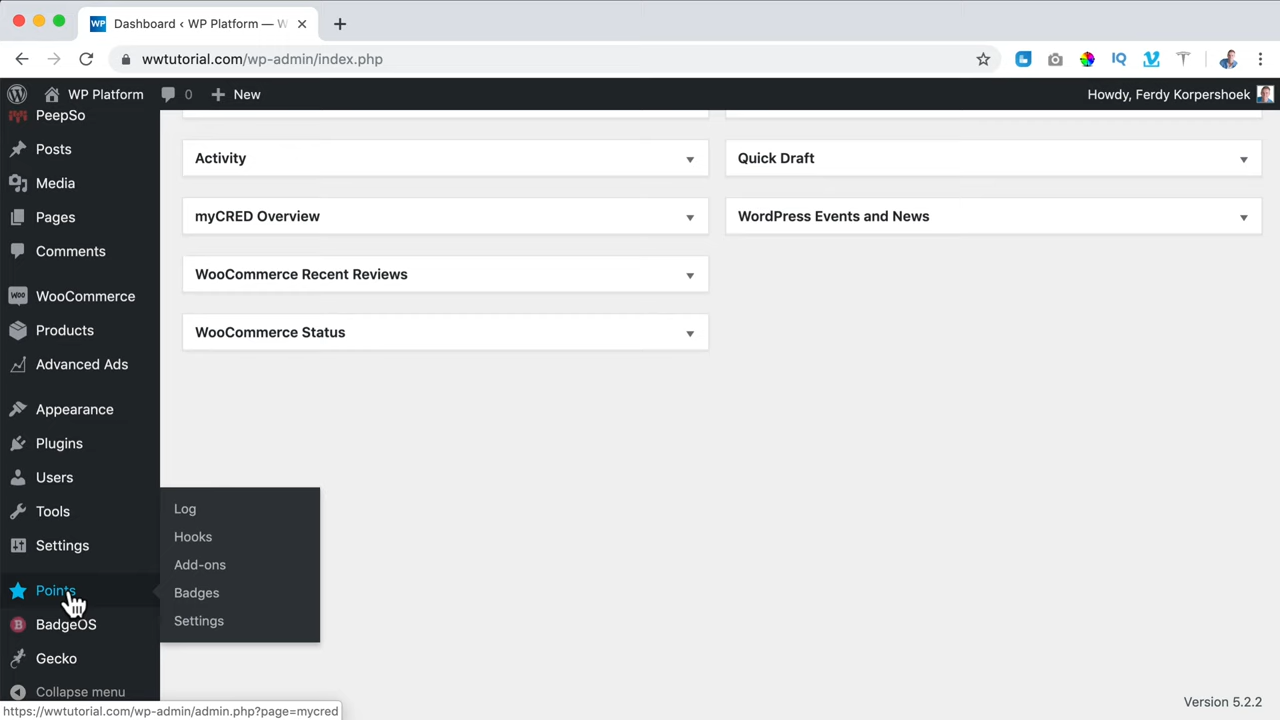 WP Dashboard ‹ WP Platform — W
wwtutorial.com/wp-admin/index.php
IQ
WP Platform 0 New
Howdy, Ferdy Korpershoek
PeepSo
Posts
Media
Pages
Comments
Woo WooCommerce
Products
Advanced Ads
Appearance
Plugins
Users
Tools
Settings
Points
B BadgeOS
Gecko
Collapse menu
Log
Hooks
Add-ons
Badges
Settings
Activity
myCRED Overview
WooCommerce Recent Reviews
WooCommerce Status
Quick Draft
WordPress Events and News
Version 5.2.2
https://wwtutorial.com/wp-admin/admin.php?page=mycred